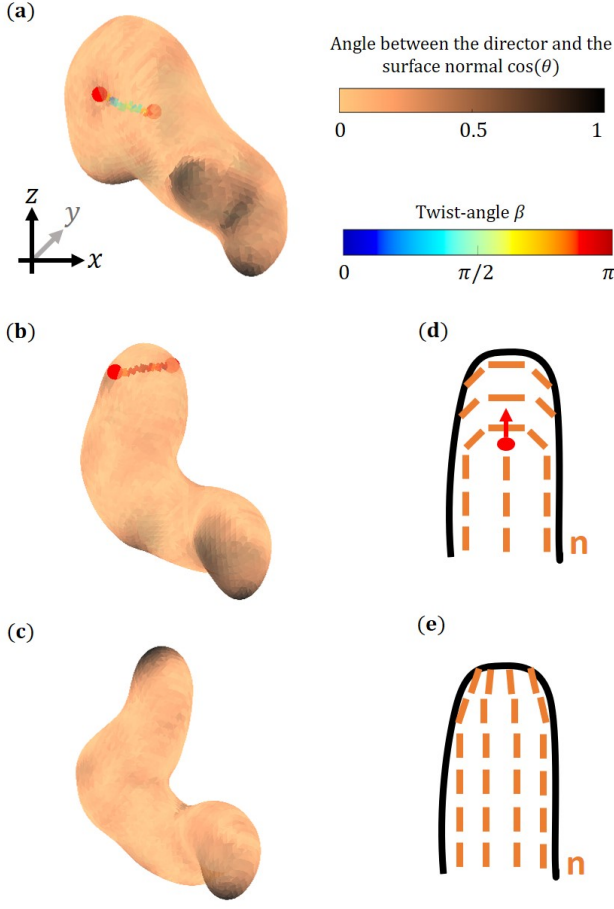 (a)
Angle between the director and the
surface normal cos(θ)
0 0.5 1
z
y
x
Twist-angle β
0 π/2 π
(b)
(d)
n
(c)
(e)
n